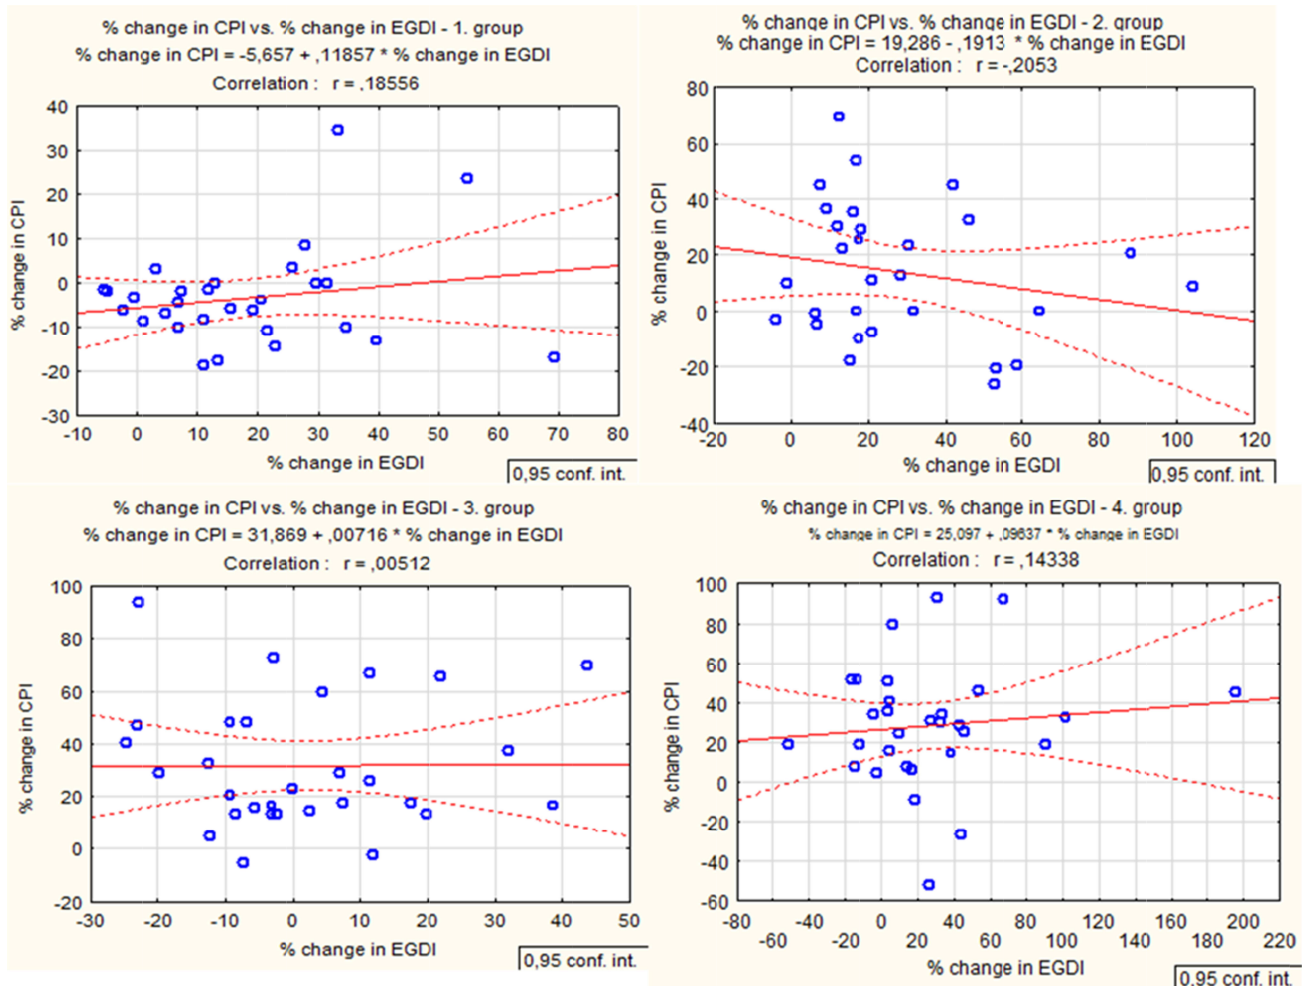 % change in CPI vs. % change in EGDI - 1. group
% change in CPI = -5,657 + ,11857 * % change in EGDI
Correlation : r = ,18556
40
30
20
10
0
-10
-20
-30
% change in CPI
-10 0 10 20 30 40 50 60 70 80
% change in EGDI
0,95 conf. int.
% change in CPI vs. % change in EGDI - 2. group
% change in CPI = 19,286 - ,1913 * % change in EGDI
Correlation : r = -,2053
80
60
40
20
0
-20
-40
% change in CPI
-20 0 20 40 60 80 100 120
% change in EGDI
0,95 conf. int.
% change in CPI vs. % change in EGDI - 3. group
% change in CPI = 31,869 + ,00716 * % change in EGDI
Correlation : r = ,00512
100
80
60
40
20
0
-20
% change in CPI
-30 -20 -10 0 10 20 30 40 50
% change in EGDI
0,95 conf. int.
% change in CPI vs. % change in EGDI - 4. group
% change in CPI = 25,097 + ,09637 * % change in EGDI
Correlation : r = ,14338
100
80
60
40
20
0
-20
-40
-60
% change in CPI
-80 -40 0 40 80 120 160 200
-60 -20 20 60 100 140 180 220
% change in EGDI
0,95 conf. int.